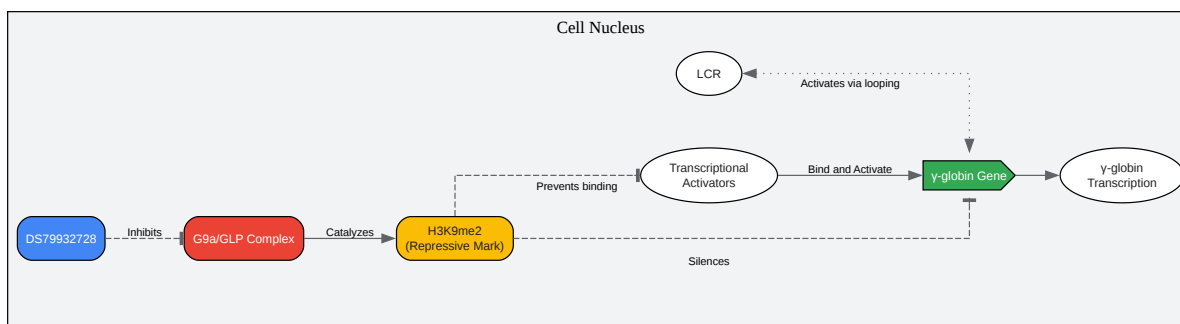 Cell Nucleus
LCR
Activates via looping
Transcriptional
Activators
Bind and Activate
γ-globin Gene
γ-globin
Transcription
Prevents binding
DS79932728
Inhibits
G9a/GLP Complex
Catalyzes
H3K9me2
(Repressive Mark)
Silences